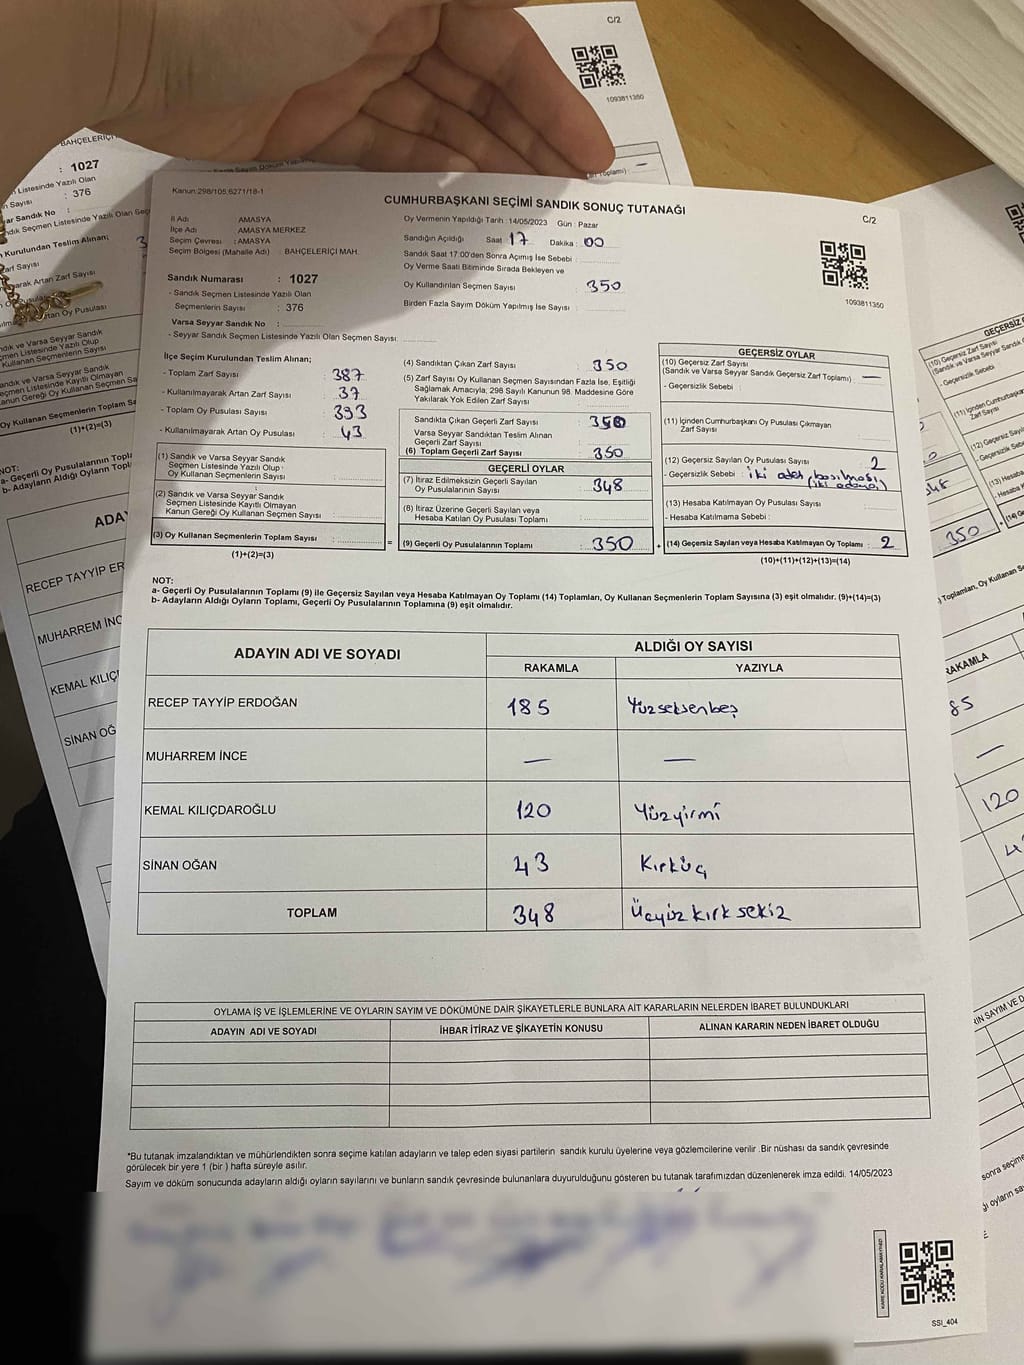 C/2
1093811350
BAHÇELERİÇİ
: 1027
Listesinde Yazılı Olan
Sayısı : 376
Kanun:298/105,6271/18-1
CUMHURBAŞKANI SEÇİMİ SANDIK SONUÇ TUTANAĞI
C/2
İl Adı : AMASYA
İlçe Adı : AMASYA MERKEZ
Seçim Çevresi : AMASYA
Seçim Bölgesi (Mahalle Adı) : BAHÇELERİÇİ MAH.
Oy Vermenin Yapıldığı Tarih : 14/05/2023 Gün : Pazar
Sandığın Açıldığı Saat 17 Dakika : 00
Sandık Saat 17:00'den Sonra Açımış İse Sebebi :
Oy Verme Saati Bitiminde Sırada Bekleyen ve
Oy Kullandırılan Seçmen Sayısı : 350
Birden Fazla Sayım Döküm Yapılmış İse Sayısı :
1093811350
Sandık Numarası : 1027
- Sandık Seçmen Listesinde Yazılı Olan
Seçmenlerin Sayısı : 376
Varsa Seyyar Sandık No :
- Seyyar Sandık Seçmen Listesinde Yazılı Olan Seçmen Sayısı:
İlçe Seçim Kurulundan Teslim Alınan;
- Toplam Zarf Sayısı : 387
- Kullanılmayarak Artan Zarf Sayısı : 37
- Toplam Oy Pusulası Sayısı : 393
- Kullanılmayarak Artan Oy Pusulası : 43
(1) Sandık ve Varsa Seyyar Sandık
Seçmen Listesinde Yazılı Olup
Oy Kullanan Seçmen Sayısı :
(2) Sandık ve Varsa Seyyar Sandık
Seçmen Listesinde Kayıtlı Olmayan
Kanun Gereği Oy Kullanan Seçmen Sayısı :
(3) Oy Kullanan Seçmenlerin Toplam Sayısı :
(1)+(2)=(3)
(4) Sandıktan Çıkan Zarf Sayısı : 350
(5) Zarf Sayısı Oy Kullanan Seçmen Sayısından Fazla İse, Eşitliği
Sağlamak Amacıyla, 298 Sayılı Kanunun 98. Maddesine Göre
Yakılarak Yok Edilen Zarf Sayısı :
Sandıkta Çıkan Geçerli Zarf Sayısı : 350
Varsa Seyyar Sandıktan Teslim Alınan
Geçerli Zarf Sayısı :
(6) Toplam Geçerli Zarf Sayısı : 350
GEÇERLİ OYLAR
(7) İtiraz Edilmeksizin Geçerli Sayılan
Oy Pusulalarının Sayısı : 348
(8) İtiraz Üzerine Geçerli Sayılan veya
Hesaba Katılan Oy Pusulası Toplamı :
= (9) Geçerli Oy Pusulalarının Toplamı : 350
GEÇERSİZ OYLAR
(10) Geçersiz Zarf Sayısı
(Sandık ve Varsa Seyyar Sandık Geçersiz Zarf Toplamı) : —
- Geçersizlik Sebebi :
(11) İçinden Cumhurbaşkanı Oy Pusulası Çıkmayan
Zarf Sayısı :
(12) Geçersiz Sayılan Oy Pusulası Sayısı : 2
- Geçersizlik Sebebi : iki adet basılması
(iki adaya)
(13) Hesaba Katılmayan Oy Pusulası Sayısı :
- Hesaba Katılmama Sebebi :
+ (14) Geçersiz Sayılan veya Hesaba Katılmayan Oy Toplamı : 2
(10)+(11)+(12)+(13)=(14)
NOT:
a- Geçerli Oy Pusulalarının Toplamı (9) ile Geçersiz Sayılan veya Hesaba Katılmayan Oy Toplamı (14) Toplamları, Oy Kullanan Seçmenlerin Toplam Sayısına (3) eşit olmalıdır. (9)+(14)=(3)
b- Adayların Aldığı Oyların Toplamı, Geçerli Oy Pusulalarının Toplamına (9) eşit olmalıdır.
ADAYIN ADI VE SOYADI
ALDIĞI OY SAYISI
RAKAMLA YAZIYLA
RECEP TAYYİP ERDOĞAN 185 Yüzseksenbeş
MUHARREM İNCE — —
KEMAL KILIÇDAROĞLU 120 Yüzyirmi
SİNAN OĞAN 43 Kırküç
TOPLAM 348 Üçyüz kırk sekiz
OYLAMA İŞ VE İŞLEMLERİNE VE OYLARIN SAYIM VE DÖKÜMÜNE DAİR ŞİKAYETLERLE BUNLARA AİT KARARLARIN NELERDEN İBARET BULUNDUKLARI
ADAYIN ADI VE SOYADI İHBAR İTİRAZ VE ŞİKAYETİN KONUSU ALINAN KARARIN NEDEN İBARET OLDUĞU
*Bu tutanak imzalandıktan ve mühürlendikten sonra seçime katılan adayların ve talep eden siyasi partilerin sandık kurulu üyelerine veya gözlemcilerine verilir .Bir nüshası da sandık çevresinde
görülecek bir yere 1 (bir ) hafta süreyle asılır.
Sayım ve döküm sonucunda adayların aldığı oyların sayılarını ve bunların sandık çevresinde bulunanlara duyurulduğunu gösteren bu tutanak tarafımızdan düzenlenerek imza edildi. 14/05/2023
SSI_404